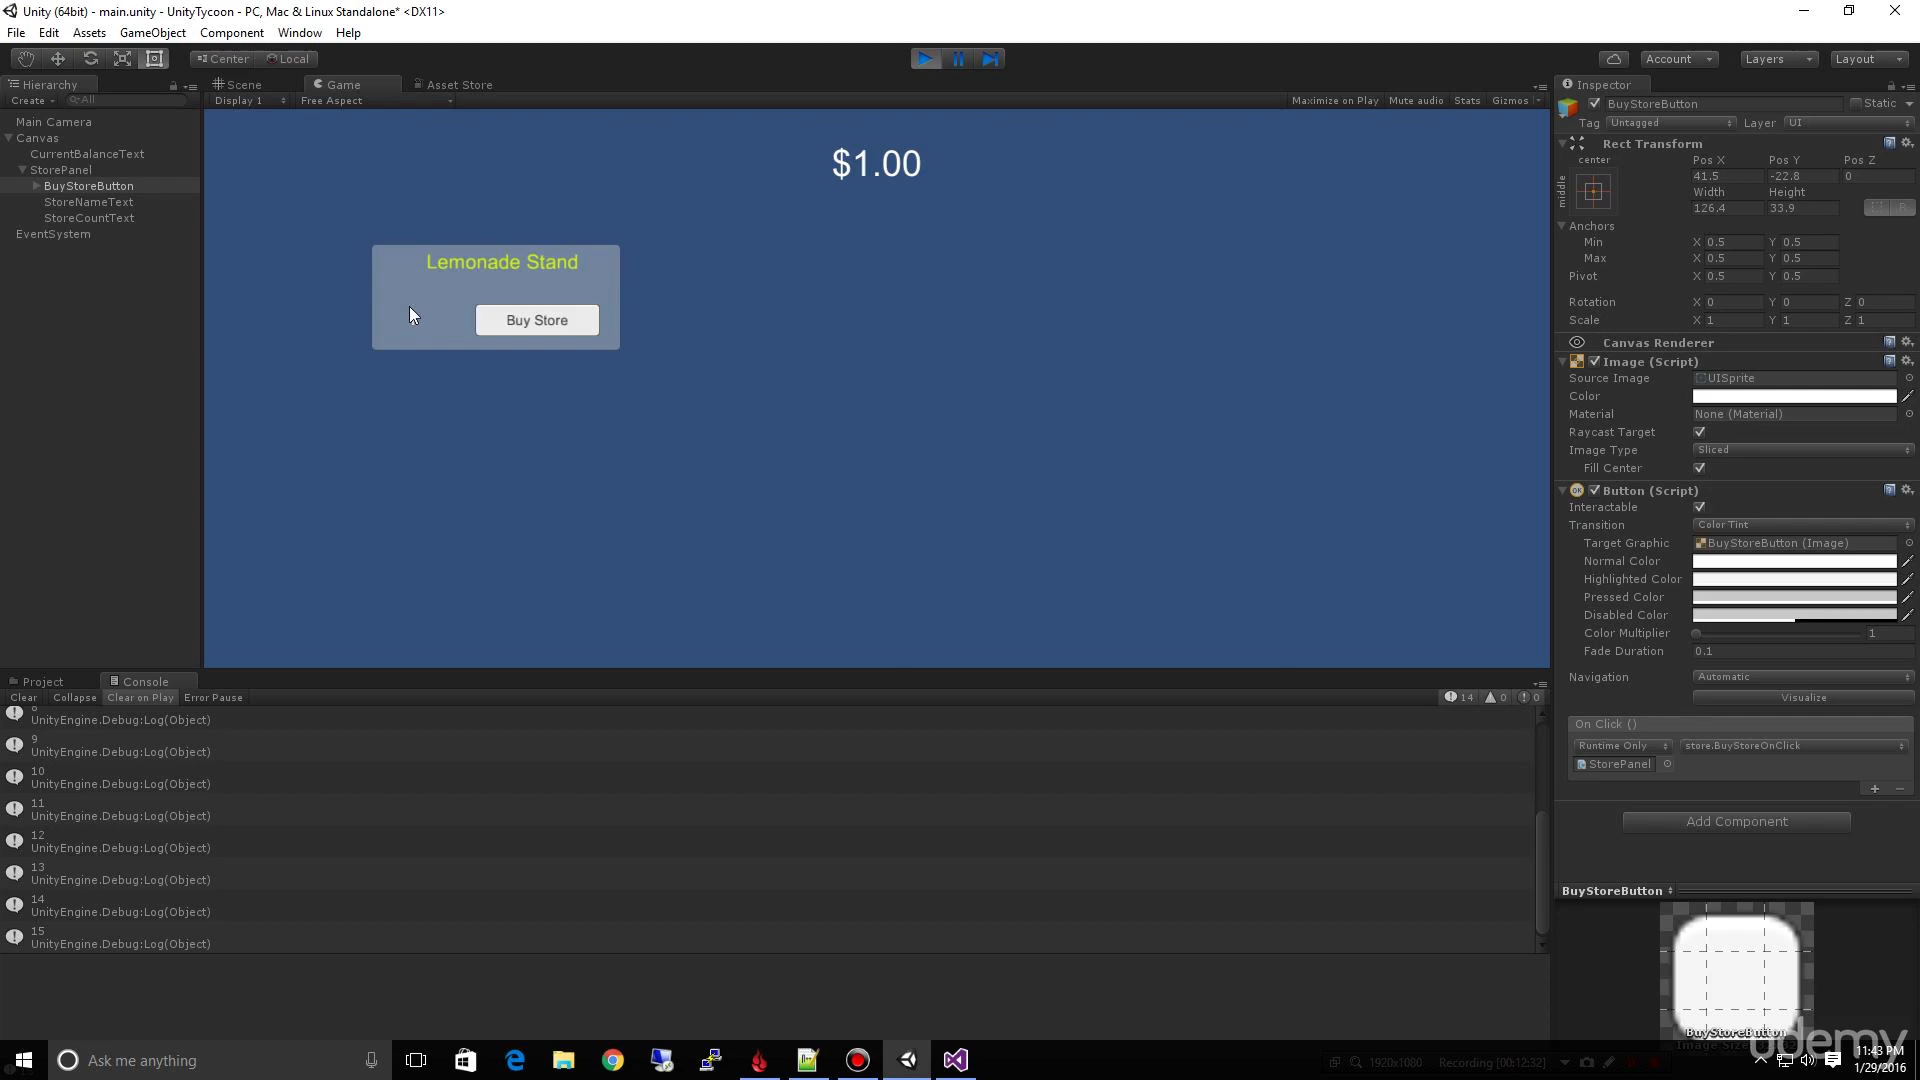 Unity (64bit) - main.unity - UnityTycoon - PC, Mac & Linux Standalone* <DX11>
File Edit Assets GameObject Component Window Help
Center Local Account Layers Layout
Hierarchy Scene Game Asset Store Inspector
Create All Display 1 Free Aspect Maximize on Play Mute audio Stats Gizmos
BuyStoreButton Static
Tag Untagged Layer UI
Main Camera
Canvas
CurrentBalanceText
StorePanel
BuyStoreButton
StoreNameText
StoreCountText
EventSystem
$1.00
Lemonade Stand
Buy Store
Rect Transform
center Pos X Pos Y Pos Z
middle 41.5 -22.8 0
Width Height
126.4 33.9 R
Anchors
Min X 0.5 Y 0.5
Max X 0.5 Y 0.5
Pivot X 0.5 Y 0.5
Rotation X 0 Y 0 Z 0
Scale X 1 Y 1 Z 1
Canvas Renderer
Image (Script)
Source Image UISprite
Color
Material None (Material)
Raycast Target
Image Type Sliced
Fill Center
OK Button (Script)
Interactable
Transition Color Tint
Target Graphic BuyStoreButton (Image)
Normal Color
Highlighted Color
Pressed Color
Disabled Color
Color Multiplier 1
Fade Duration 0.1
Navigation Automatic
Visualize
On Click ()
Runtime Only store.BuyStoreOnClick
StorePanel
+ -
Add Component
BuyStoreButton
BuyStoreButton
Project Console
Clear Collapse Clear on Play Error Pause 14 0 0
8
UnityEngine.Debug:Log(Object)
9
UnityEngine.Debug:Log(Object)
10
UnityEngine.Debug:Log(Object)
11
UnityEngine.Debug:Log(Object)
12
UnityEngine.Debug:Log(Object)
13
UnityEngine.Debug:Log(Object)
14
UnityEngine.Debug:Log(Object)
15
UnityEngine.Debug:Log(Object)
udemy
Ask me anything
1920x1080 Recording [00:12:32]
11:43 PM
1/29/2016